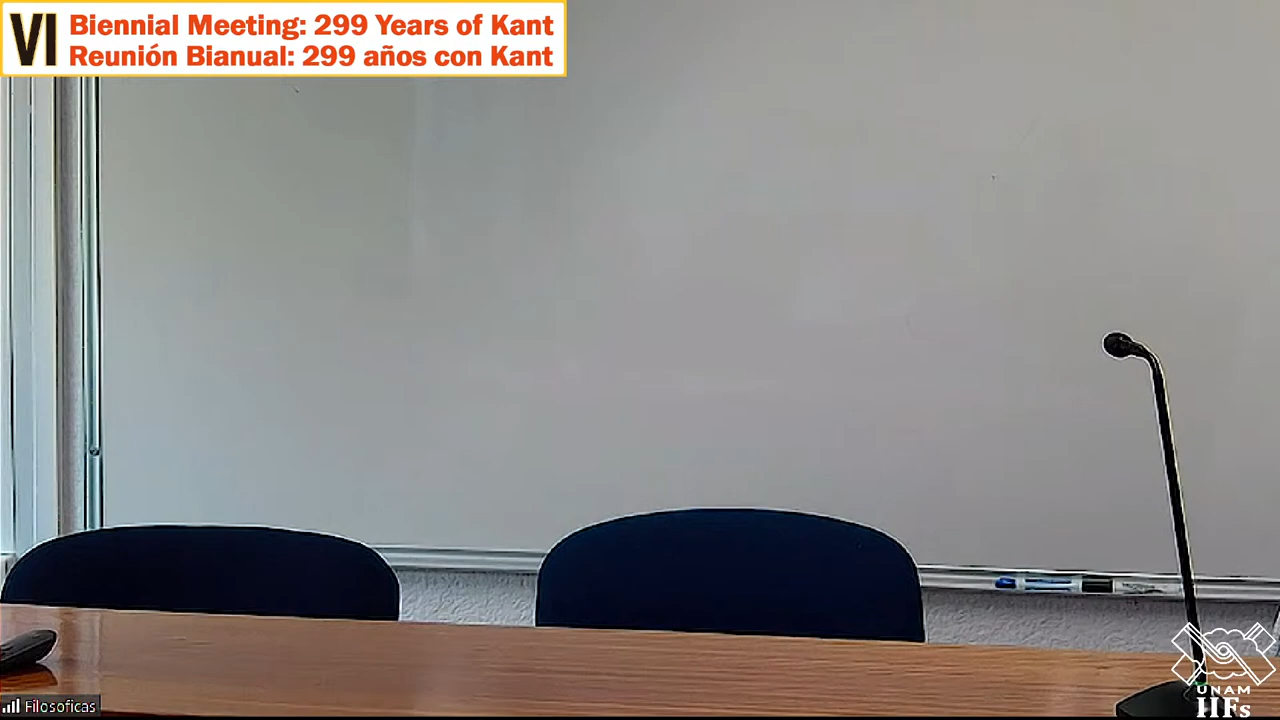 VI
Biennial Meeting: 299 Years of Kant
Reunión Bianual: 299 años con Kant
Filosoficas
UNAM
IIFs